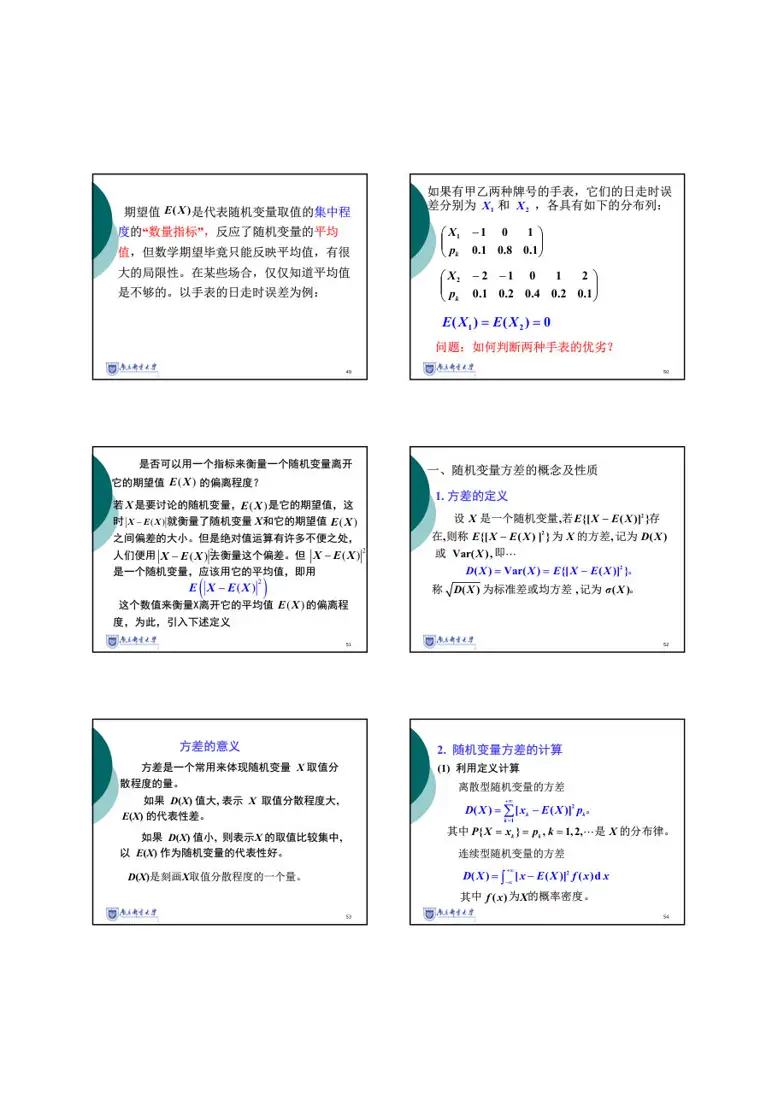 期望值 E(X)是代表随机变量取值的集中程
度的“数量指标”，反应了随机变量的平均
值，但数学期望毕竟只能反映平均值，有很
大的局限性。在某些场合，仅仅知道平均值
是不够的。以手表的日走时误差为例：
49
如果有甲乙两种牌号的手表，它们的日走时误
差分别为 X₁ 和 X₂ ，各具有如下的分布列：
X₁ −1 0 1
pₖ 0.1 0.8 0.1
X₂ −2 −1 0 1 2
pₖ 0.1 0.2 0.4 0.2 0.1
E(X₁) = E(X₂) = 0
问题：如何判断两种手表的优劣？
50
是否可以用一个指标来衡量一个随机变量离开
它的期望值 E(X) 的偏离程度？
若X是要讨论的随机变量，E(X)是它的期望值，这
时 |X − E(X)| 就衡量了随机变量 X和它的期望值 E(X)
之间偏差的大小。但是绝对值运算有许多不便之处，
人们便用 |X − E(X)|²去衡量这个偏差。但 |X − E(X)|²
是一个随机变量，应该用它的平均值，即用
E(|X − E(X)|²)
这个数值来衡量X离开它的平均值 E(X)的偏离程
度，为此，引入下述定义
51
一、随机变量方差的概念及性质
1. 方差的定义
设 X 是一个随机变量,若E{[X − E(X)]²}存
在,则称 E{[X − E(X)]²} 为 X 的方差,记为 D(X)
或 Var(X),即⋯
D(X) = Var(X) = E{[X − E(X)]²}。
称 √D(X) 为标准差或均方差 ,记为 σ(X)。
52
方差的意义
方差是一个常用来体现随机变量 X 取值分
散程度的量。
如果 D(X) 值大, 表示 X 取值分散程度大,
E(X) 的代表性差。
如果 D(X) 值小, 则表示X 的取值比较集中,
以 E(X) 作为随机变量的代表性好。
D(X)是刻画X取值分散程度的一个量。
53
2. 随机变量方差的计算
(1) 利用定义计算
离散型随机变量的方差
D(X) = ∑ₖ₌₁⁺∞ [xₖ − E(X)]² pₖ。
其中 P{X = xₖ} = pₖ , k = 1,2,⋯是 X 的分布律。
连续型随机变量的方差
D(X) = ∫₋∞⁺∞ [x − E(X)]² f(x)dx
其中 f(x)为X的概率密度。
54